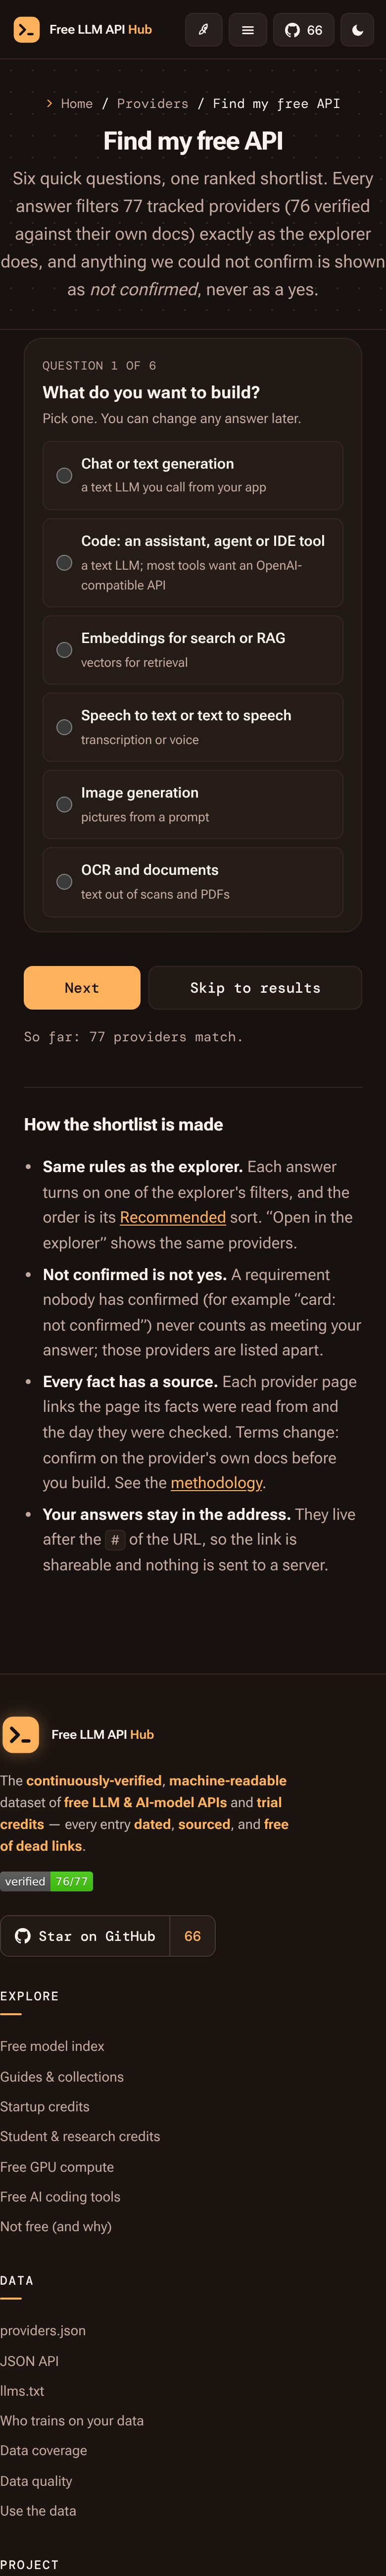 Free LLM API Hub
66
Home / Providers / Find my free API
Find my free API
Six quick questions, one ranked shortlist. Every
answer filters 77 tracked providers (76 verified
against their own docs) exactly as the explorer
does, and anything we could not confirm is shown
as not confirmed, never as a yes.
QUESTION 1 OF 6
What do you want to build?
Pick one. You can change any answer later.
Chat or text generation
a text LLM you call from your app
Code: an assistant, agent or IDE tool
a text LLM; most tools want an OpenAI-
compatible API
Embeddings for search or RAG
vectors for retrieval
Speech to text or text to speech
transcription or voice
Image generation
pictures from a prompt
OCR and documents
text out of scans and PDFs
Next
Skip to results
So far: 77 providers match.
How the shortlist is made
• Same rules as the explorer. Each answer
turns on one of the explorer's filters, and the
order is its Recommended sort. “Open in the
explorer” shows the same providers.
• Not confirmed is not yes. A requirement
nobody has confirmed (for example “card:
not confirmed”) never counts as meeting your
answer; those providers are listed apart.
• Every fact has a source. Each provider page
links the page its facts were read from and
the day they were checked. Terms change:
confirm on the provider's own docs before
you build. See the methodology.
• Your answers stay in the address. They live
after the # of the URL, so the link is
shareable and nothing is sent to a server.
Free LLM API Hub
The continuously-verified, machine-readable
dataset of free LLM & AI-model APIs and trial
credits — every entry dated, sourced, and free
of dead links.
verified 76/77
Star on GitHub 66
EXPLORE
Free model index
Guides & collections
Startup credits
Student & research credits
Free GPU compute
Free AI coding tools
Not free (and why)
DATA
providers.json
JSON API
llms.txt
Who trains on your data
Data coverage
Data quality
Use the data
PROJECT